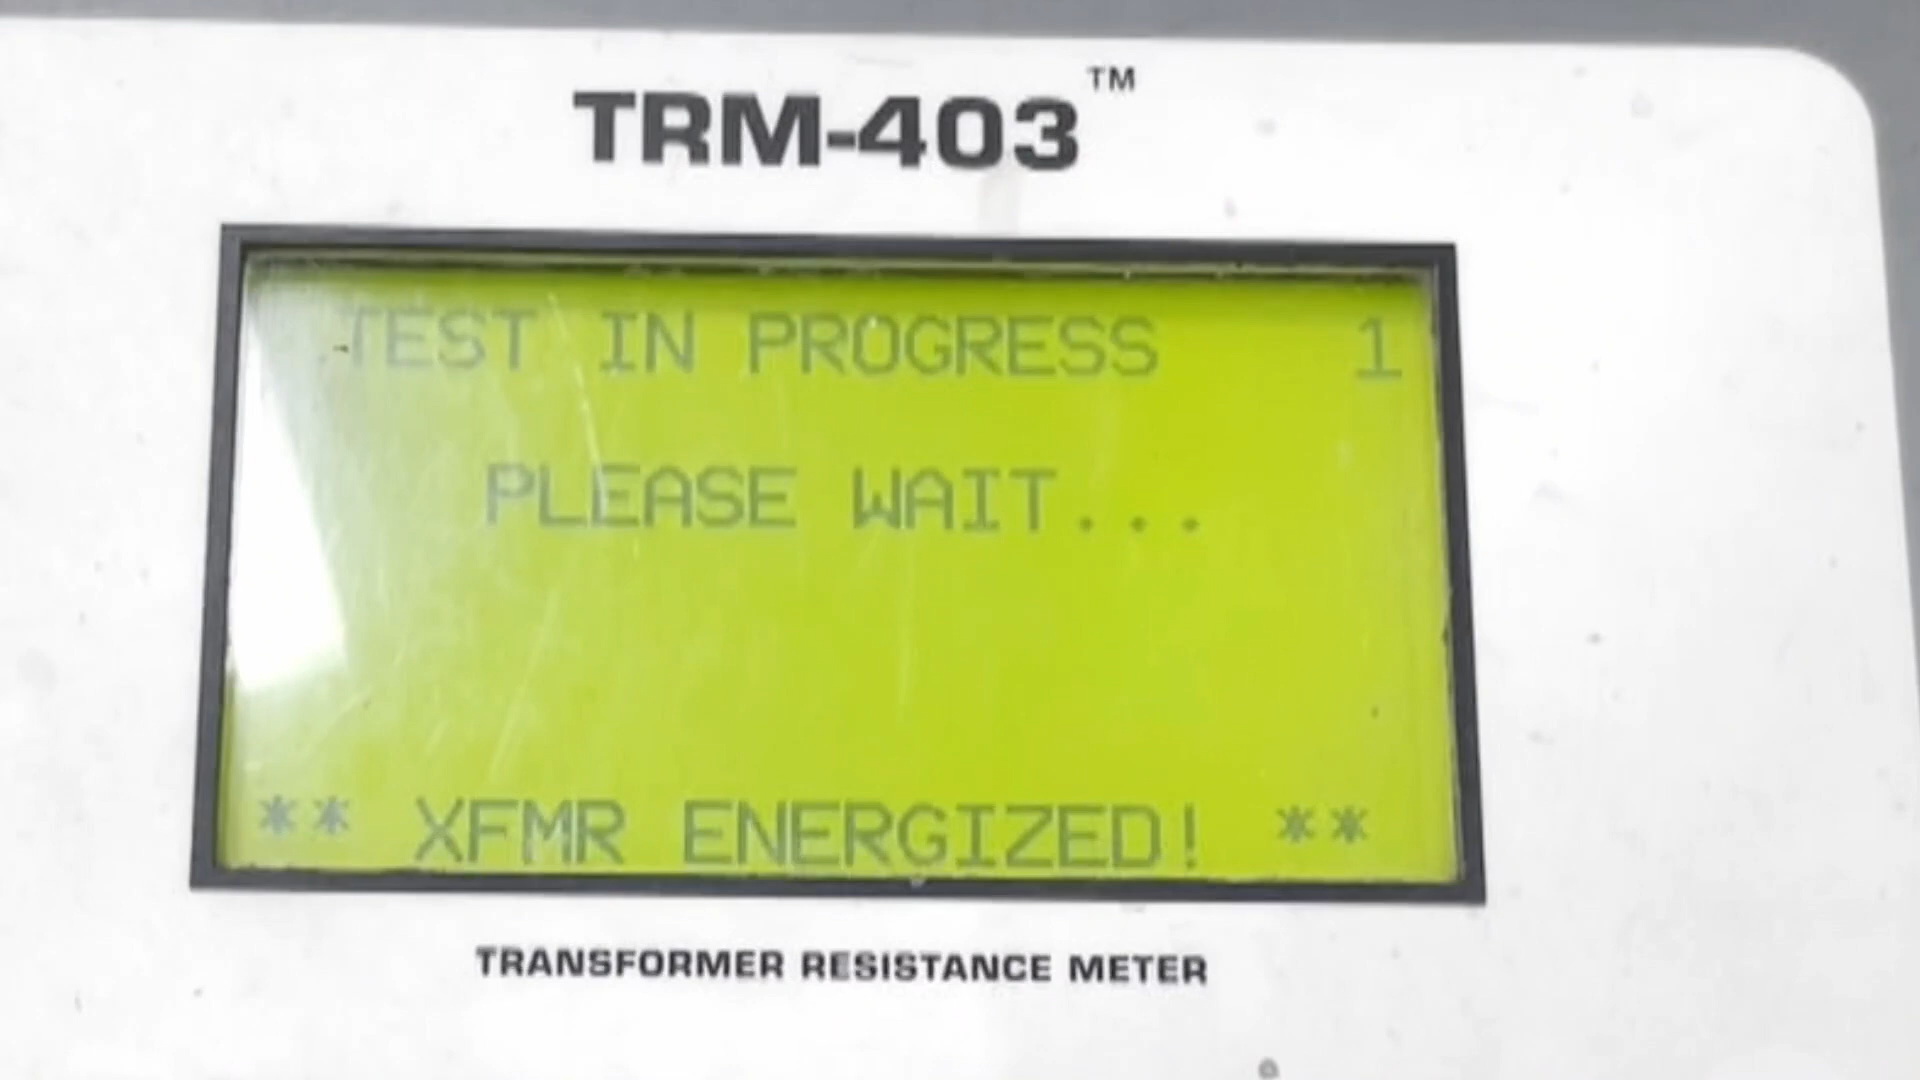 TRM-403™
TEST IN PROGRESS 1
PLEASE WAIT...
** XFMR ENERGIZED! **
TRANSFORMER RESISTANCE METER